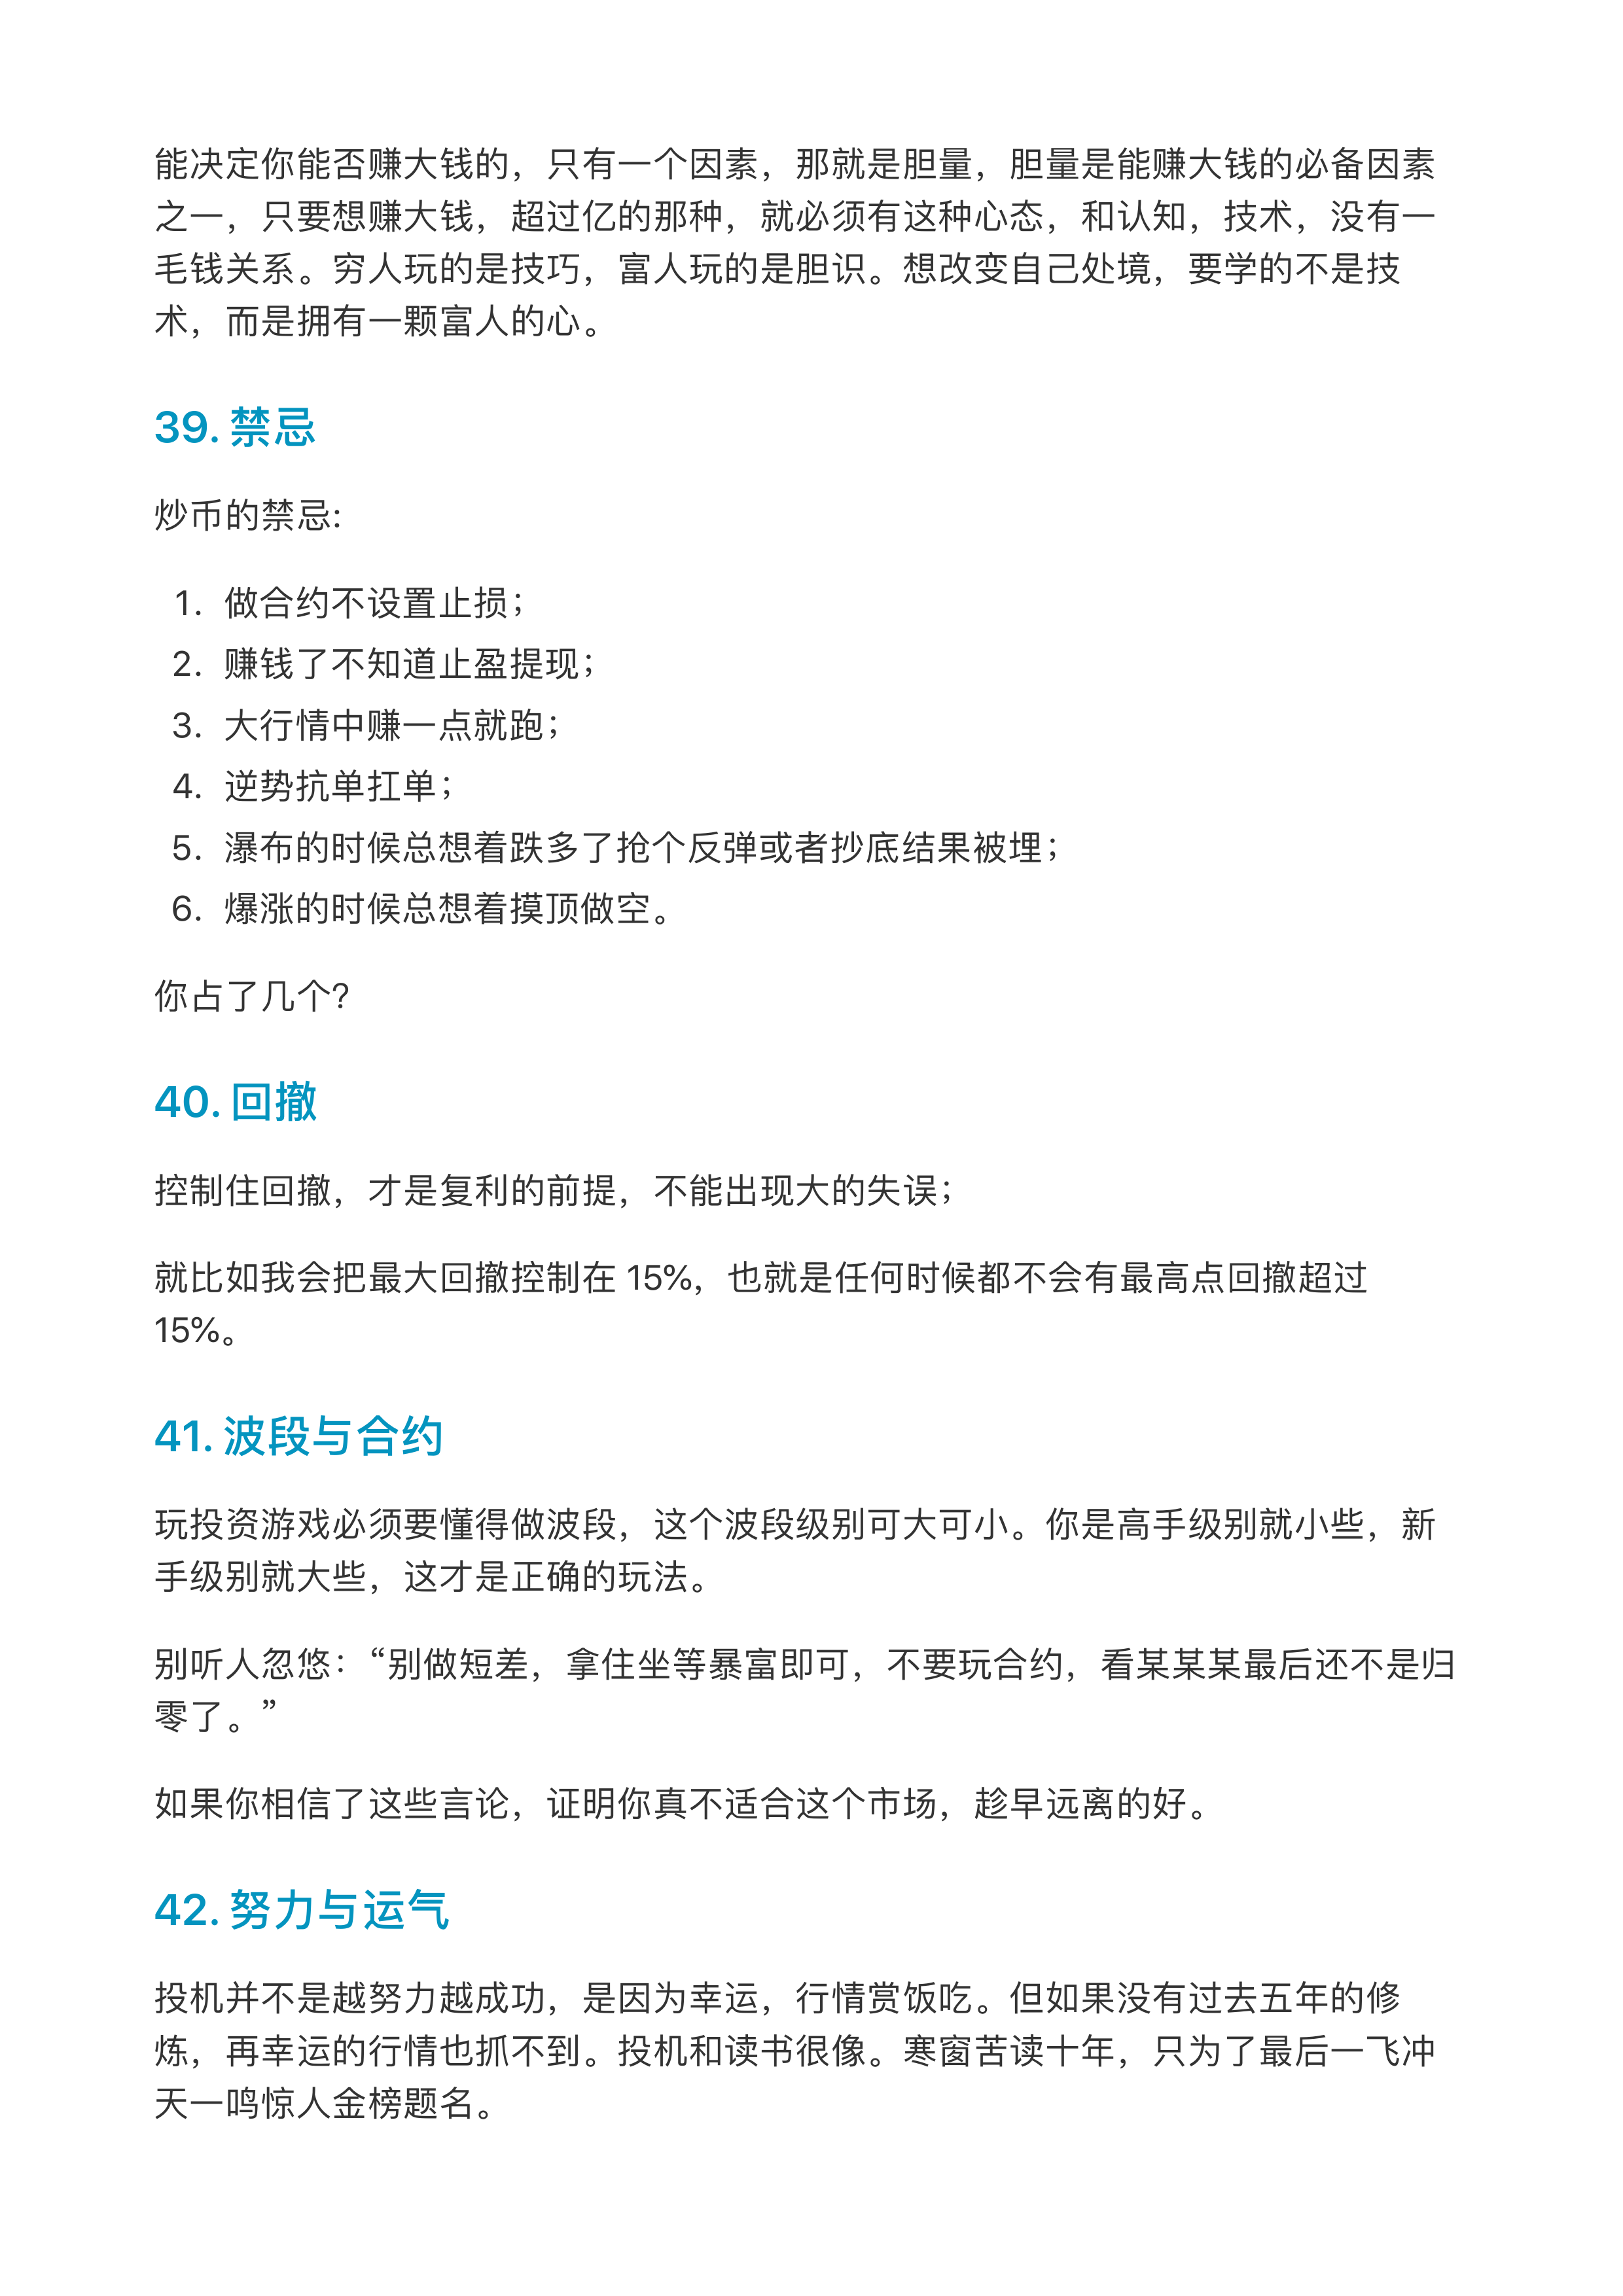 能决定你能否赚大钱的，只有一个因素，那就是胆量，胆量是能赚大钱的必备因素
之一，只要想赚大钱，超过亿的那种，就必须有这种心态，和认知，技术，没有一
毛钱关系。穷人玩的是技巧，富人玩的是胆识。想改变自己处境，要学的不是技
术，而是拥有一颗富人的心。
39. 禁忌
炒币的禁忌:
1. 做合约不设置止损；
2. 赚钱了不知道止盈提现；
3. 大行情中赚一点就跑；
4. 逆势抗单扛单；
5. 瀑布的时候总想着跌多了抢个反弹或者抄底结果被埋；
6. 爆涨的时候总想着摸顶做空。
你占了几个?
40. 回撤
控制住回撤，才是复利的前提，不能出现大的失误；
就比如我会把最大回撤控制在 15%，也就是任何时候都不会有最高点回撤超过
15%。
41. 波段与合约
玩投资游戏必须要懂得做波段，这个波段级别可大可小。你是高手级别就小些，新
手级别就大些，这才是正确的玩法。
别听人忽悠：“别做短差，拿住坐等暴富即可，不要玩合约，看某某某最后还不是归
零了。”
如果你相信了这些言论，证明你真不适合这个市场，趁早远离的好。
42. 努力与运气
投机并不是越努力越成功，是因为幸运，行情赏饭吃。但如果没有过去五年的修
炼，再幸运的行情也抓不到。投机和读书很像。寒窗苦读十年，只为了最后一飞冲
天一鸣惊人金榜题名。